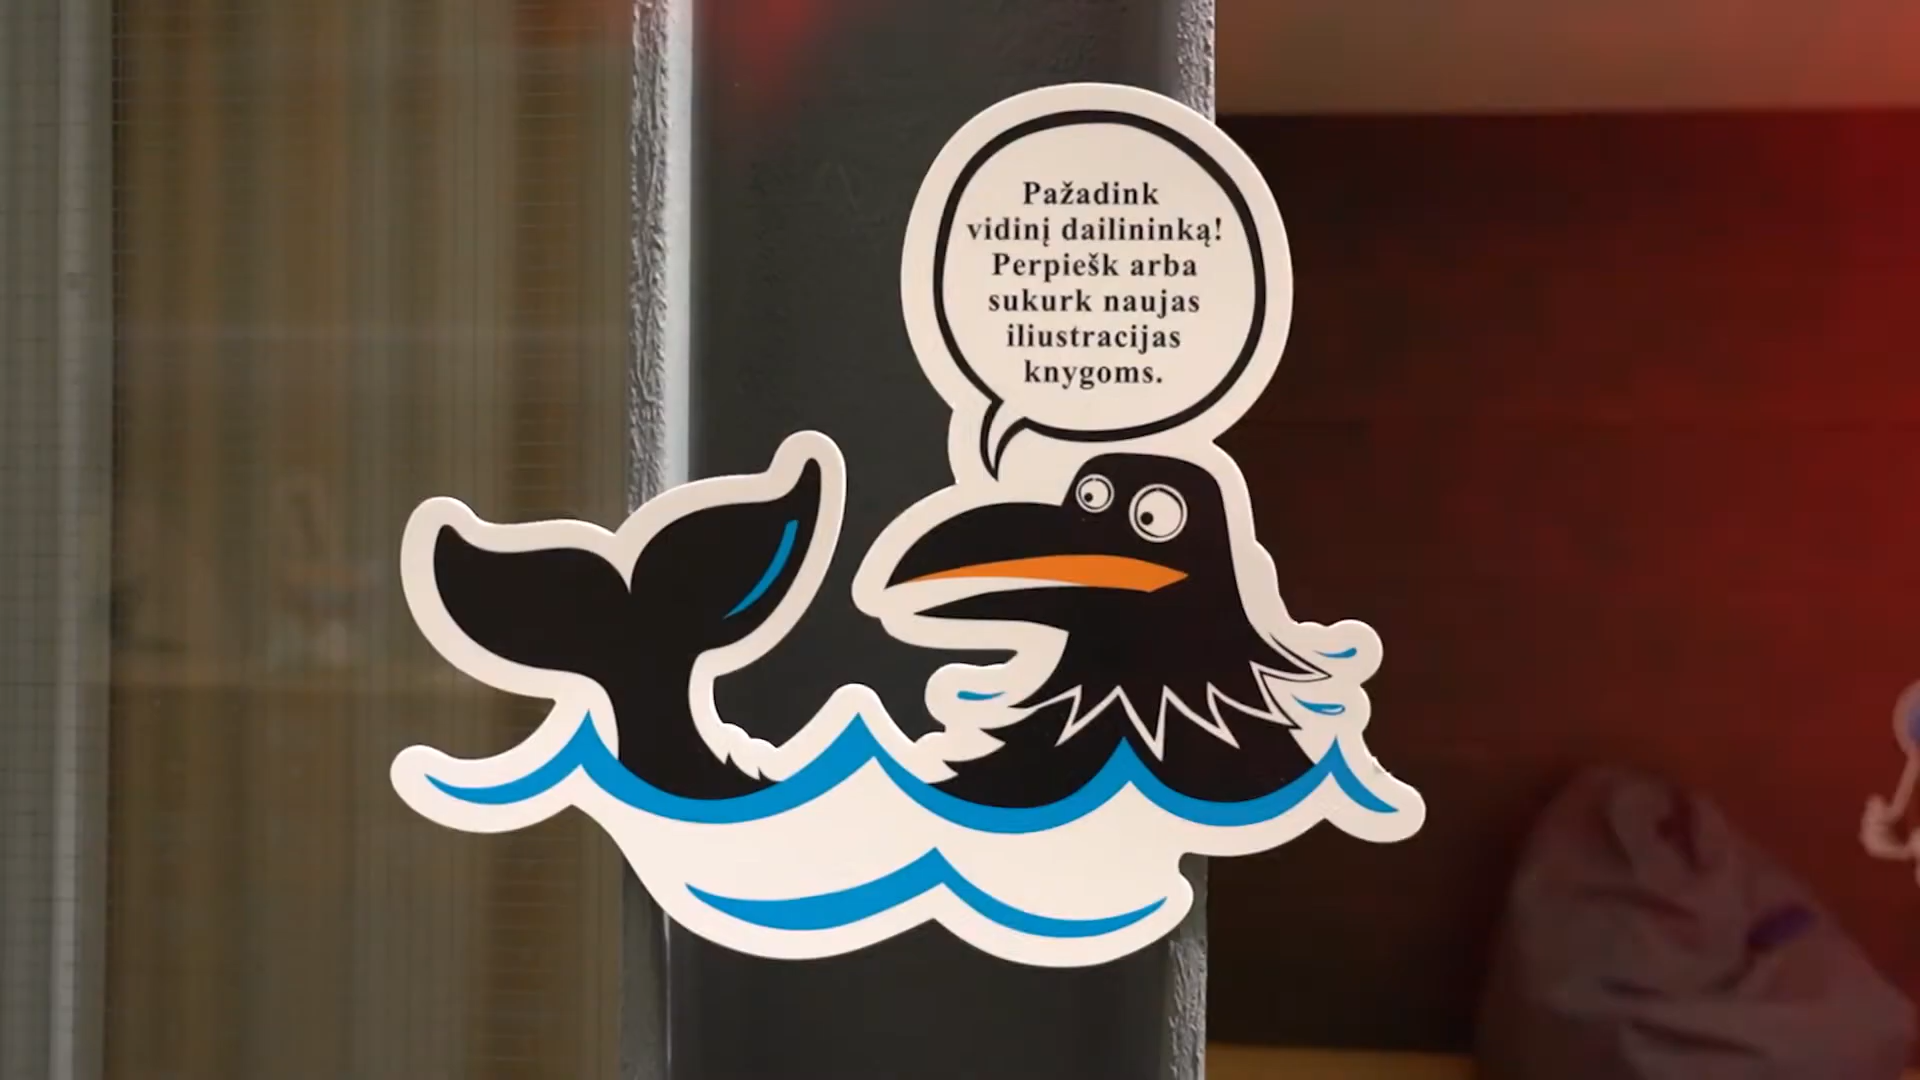 Pažadink
vidinį dailininką!
Perpiešk arba
sukurk naujas
iliustracijas
knygoms.